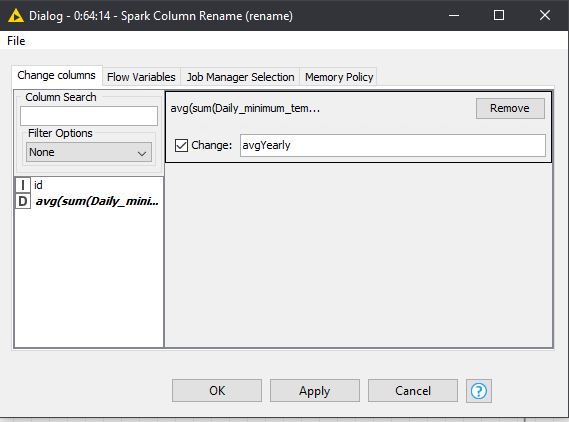 Dialog - 0:64:14 - Spark Column Rename (rename)
File
Change columns Flow Variables Job Manager Selection Memory Policy
Column Search
Filter Options
None
I id
D avg(sum(Daily_mini...
avg(sum(Daily_minimum_tem... Remove
Change: avgYearly
OK Apply Cancel ?